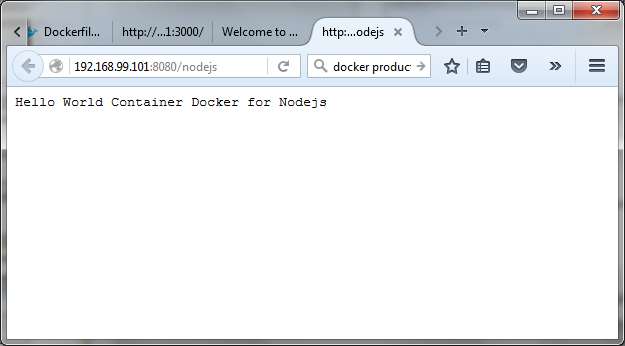 Dockerfil...
http://...1:3000/
Welcome to ...
http:...odejs
192.168.99.101:8080/nodejs
docker product
Hello World Container Docker for Nodejs